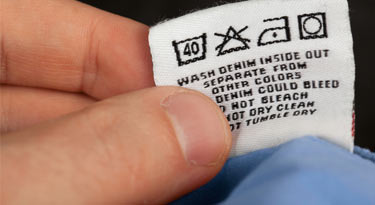 40
WASH DENIM INSIDE OUT
SEPARATE FROM
OTHER COLORS
DENIM COULD BLEED
NOT BLEACH
NOT DRY CLEAN
NOT TUMBLE DRY